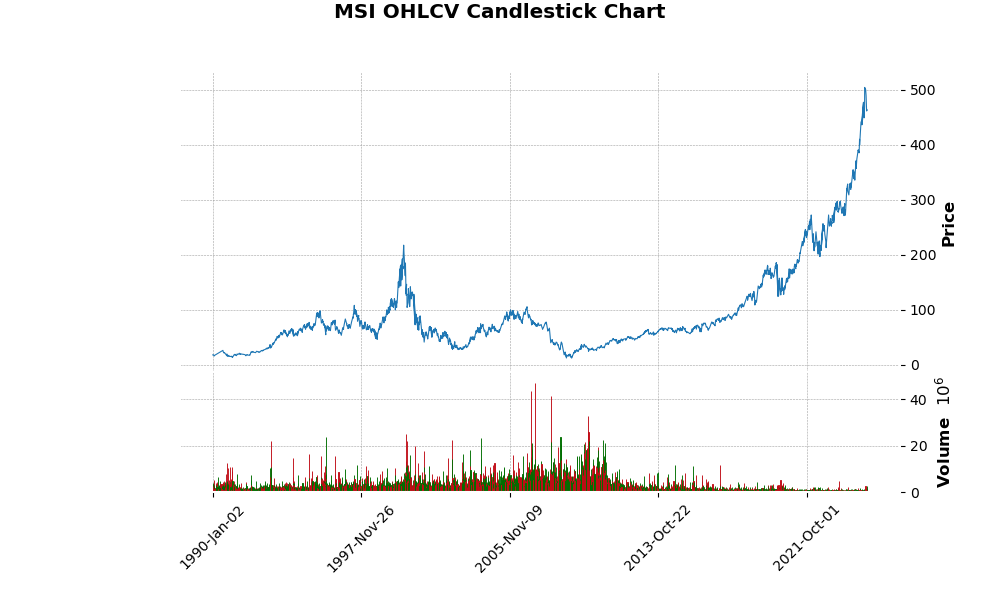 MSI OHLCV Candlestick Chart
500
400
300
200
100
0
Price
40
20
0
Volume 10^6
1990-Jan-02
1997-Nov-26
2005-Nov-09
2013-Oct-22
2021-Oct-01